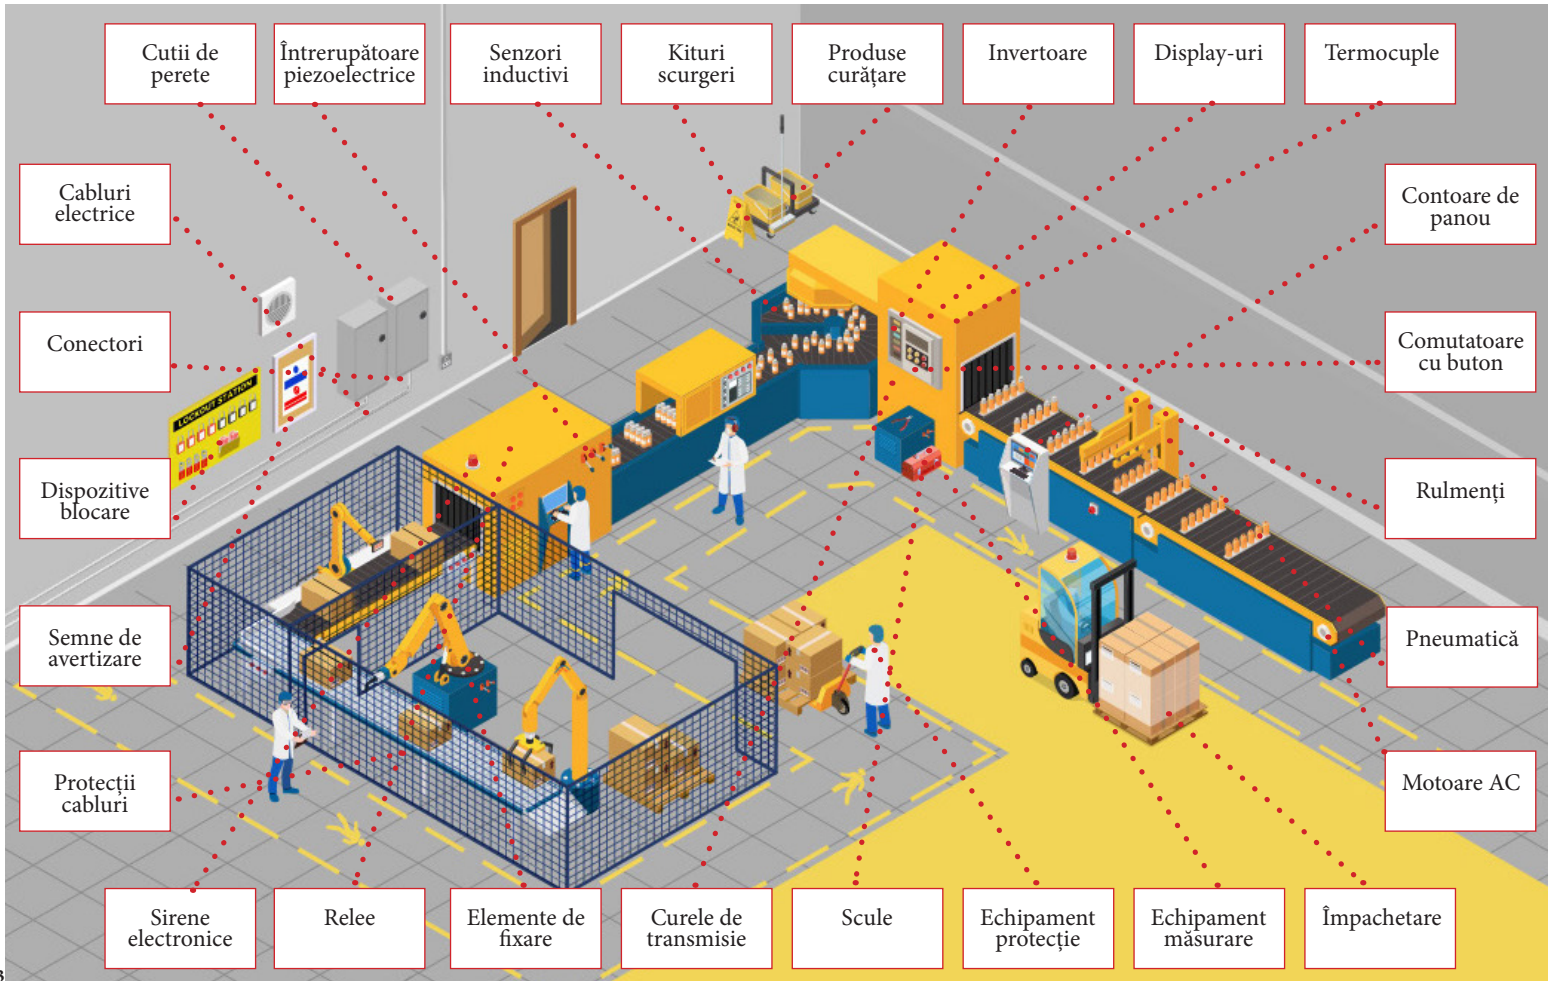 Cutii de
perete
Întrerupătoare
piezoelectrice
Senzori
inductivi
Kituri
scurgeri
Produse
curățare
Invertoare
Display-uri
Termocuple
Cabluri
electrice
Contoare de
panou
Conectori
Comutatoare
cu buton
LOCKOUT STATION
Dispozitive
blocare
Rulmenți
Semne de
avertizare
Pneumatică
Protecții
cabluri
Motoare AC
Sirene
electronice
Relee
Elemente de
fixare
Curele de
transmisie
Scule
Echipament
protecție
Echipament
măsurare
Împachetare
3